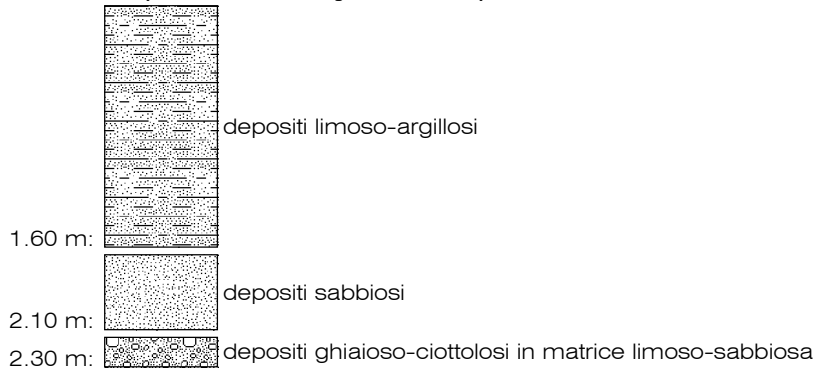 depositi limoso-argillosi
1.60 m:
depositi sabbiosi
2.10 m:
depositi ghiaioso-ciottolosi in matrice limoso-sabbiosa
2.30 m: